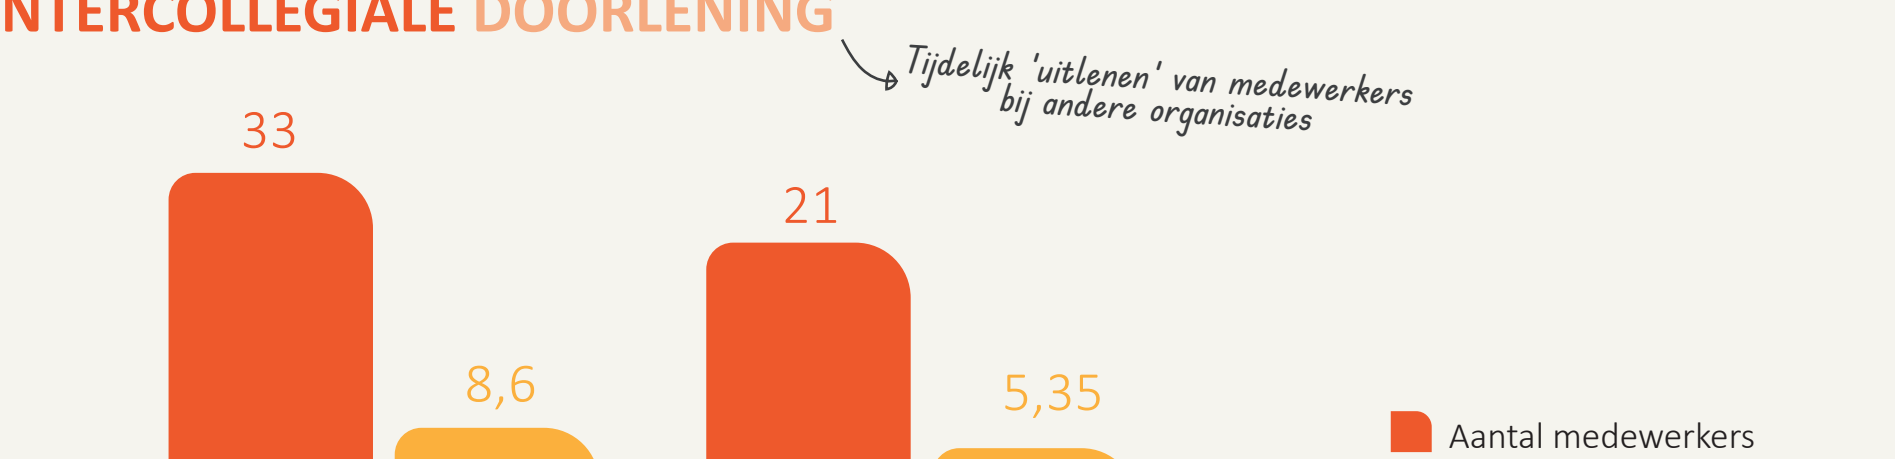 NTERCOLLEGIALE DOORLENING
Tijdelijk 'uitlenen' van medewerkers
bij andere organisaties
33
21
8,6
5,35
Aantal medewerkers